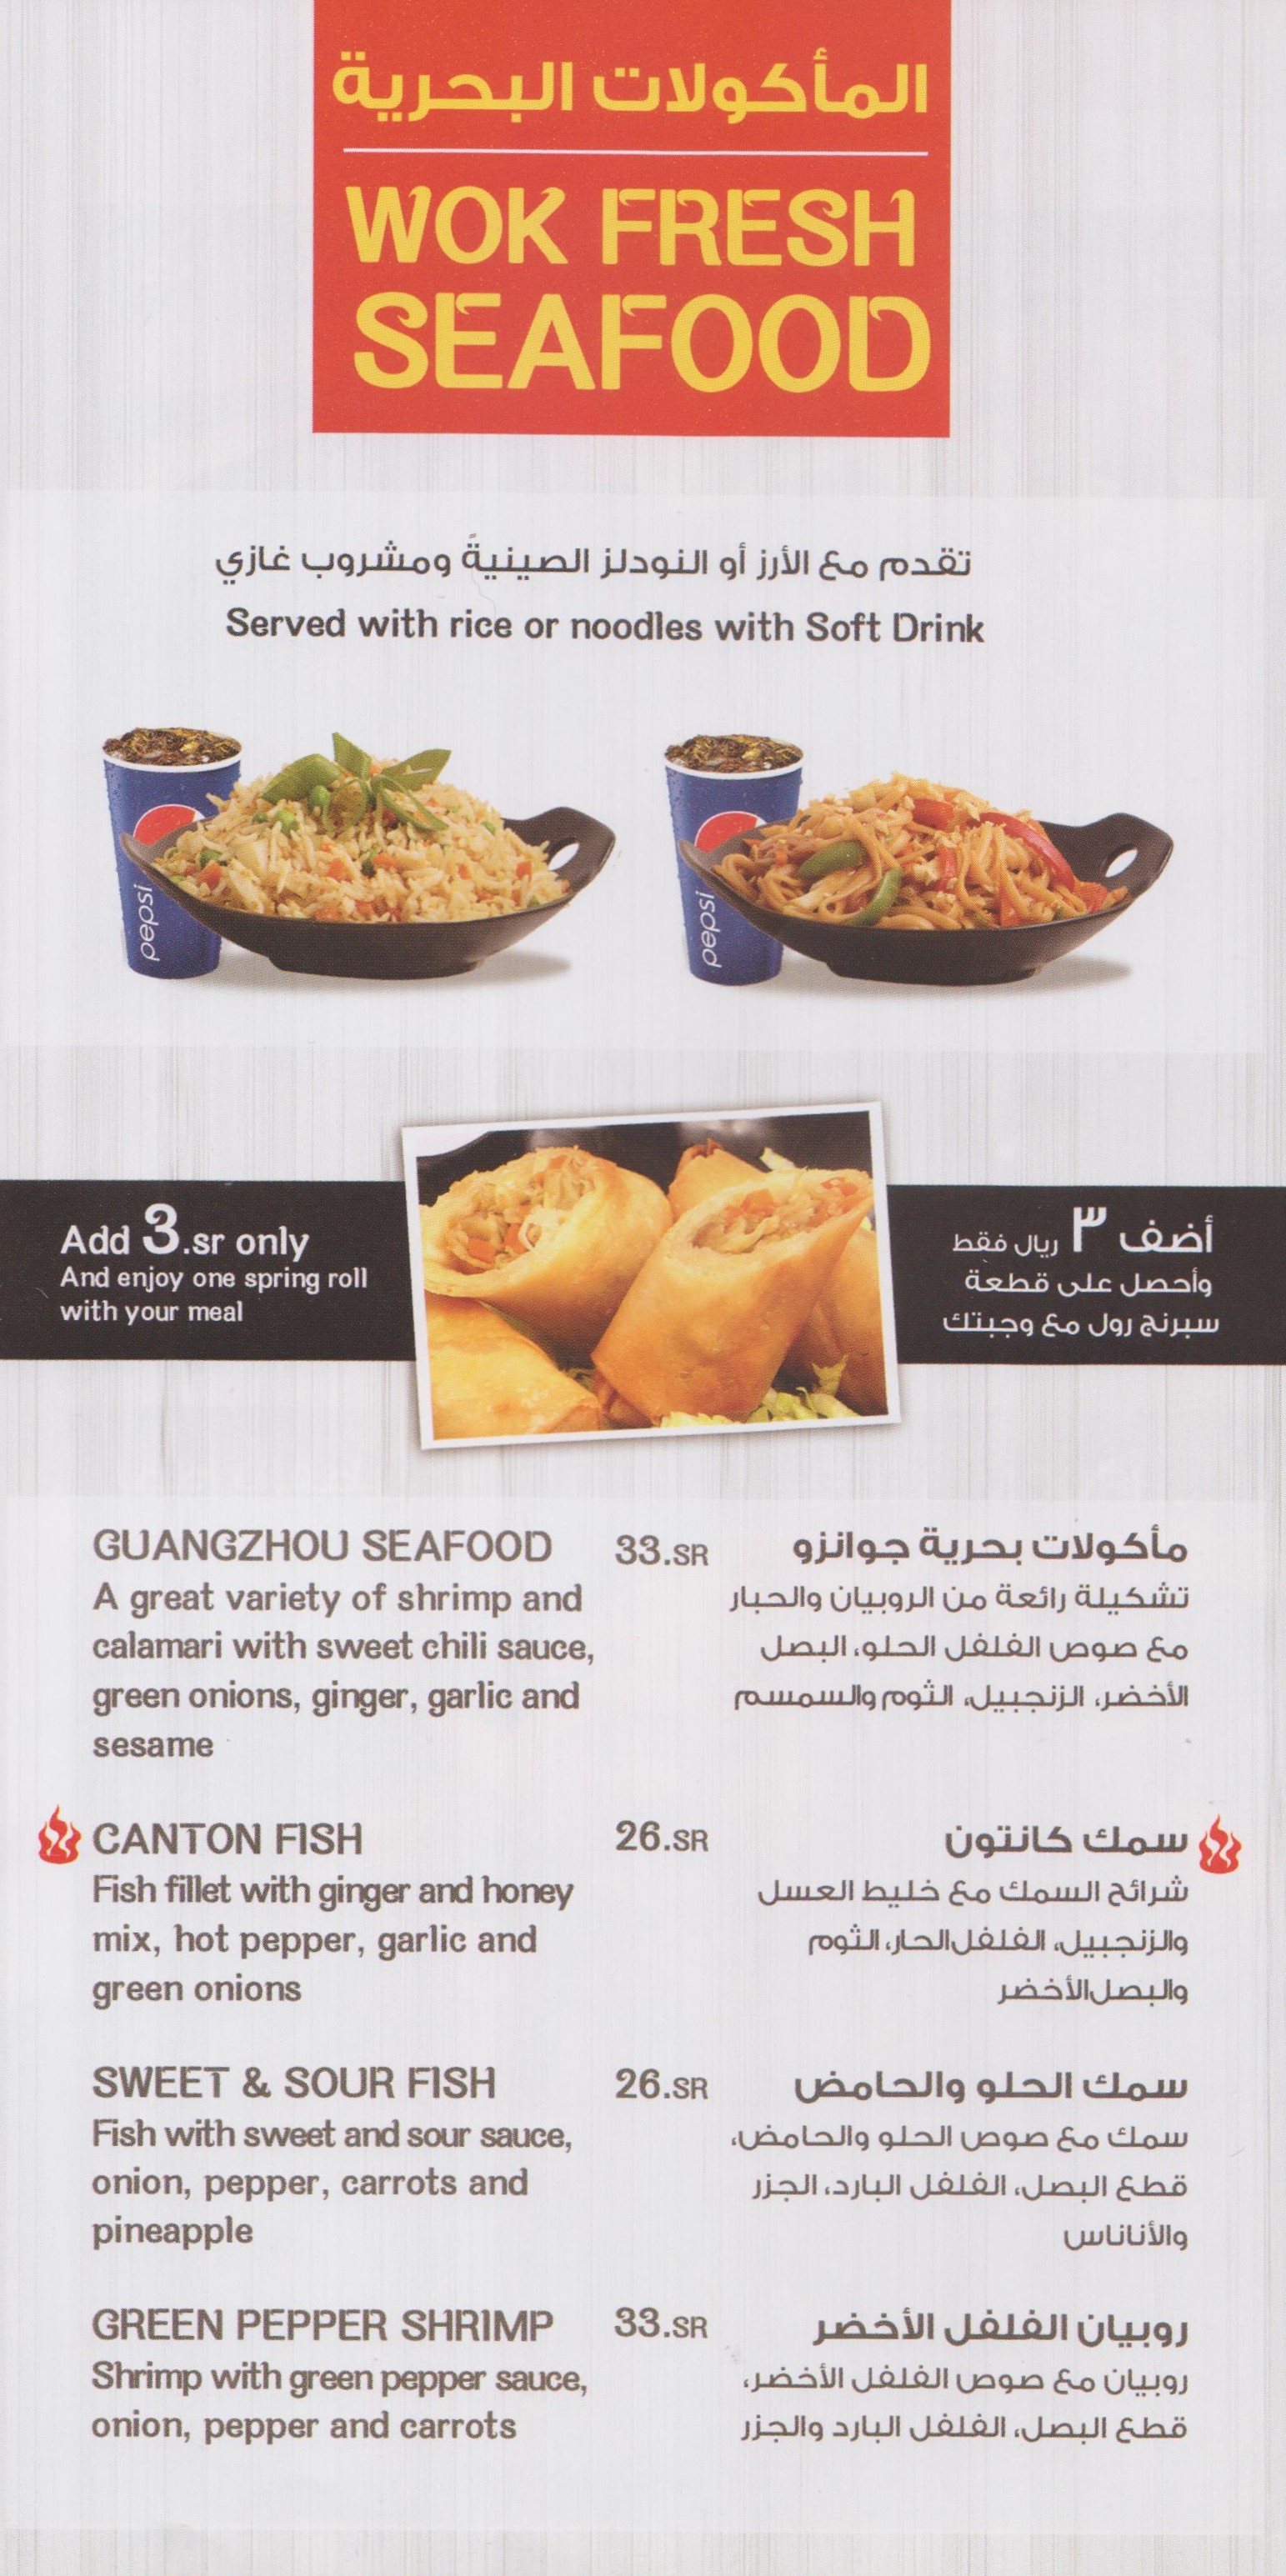 المأكولات البحرية
WOK FRESH
SEAFOOD
تقدم مع الأرز أو النودلز الصينيةً ومشروب غازي
Served with rice or noodles with Soft Drink
pepsi
pepsi
Add 3.sr only
And enjoy one spring roll
with your meal
أضف ٣ ريال فقط
وأحصل على قطعة
سبرنج رول مع وجبتك
GUANGZHOU SEAFOOD 33.SR
A great variety of shrimp and
calamari with sweet chili sauce,
green onions, ginger, garlic and
sesame
مأكولات بحرية جوانزو
تشكيلة رائعة من الروبيان والحبار
مع صوص الفلفل الحلو، البصل
الأخضر، الزنجبيل، الثوم والسمسم
CANTON FISH 26.SR
Fish fillet with ginger and honey
mix, hot pepper, garlic and
green onions
سمك كانتون
شرائح السمك مع خليط العسل
والزنجبيل، الفلفل الحار، الثوم
والبصل الأخضر
SWEET & SOUR FISH 26.SR
Fish with sweet and sour sauce,
onion, pepper, carrots and
pineapple
سمك الحلو والحامض
سمك مع صوص الحلو والحامض،
قطع البصل، الفلفل البارد، الجزر
والأناناس
GREEN PEPPER SHRIMP 33.SR
Shrimp with green pepper sauce,
onion, pepper and carrots
روبيان الفلفل الأخضر
روبيان مع صوص الفلفل الأخضر،
قطع البصل، الفلفل البارد والجزر